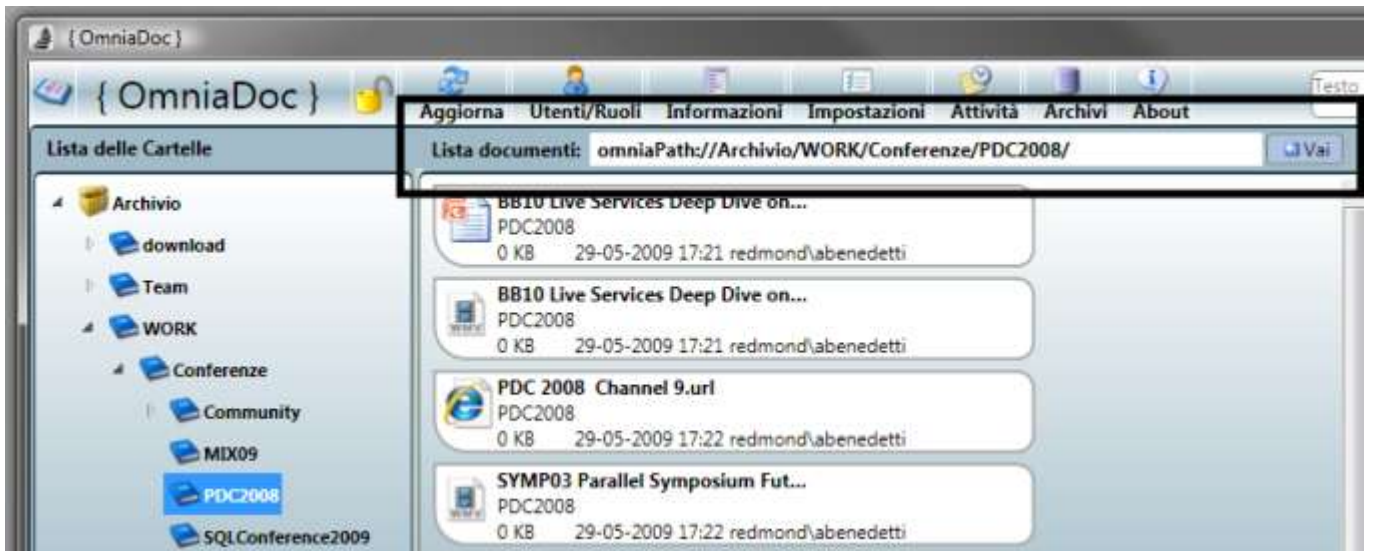 { OmniaDoc }
{ OmniaDoc }
Aggiorna Utenti/Ruoli Informazioni Impostazioni Attività Archivi About
Testo
Lista delle Cartelle
Lista documenti: omniaPath://Archivio/WORK/Conferenze/PDC2008/ Vai
Archivio
download
Team
WORK
Conferenze
Community
MIX09
PDC2008
SQLConference2009
BB10 Live Services Deep Dive on...
PDC2008
0 KB 29-05-2009 17:21 redmond\abenedetti
BB10 Live Services Deep Dive on...
PDC2008
0 KB 29-05-2009 17:21 redmond\abenedetti
PDC 2008 Channel 9.url
PDC2008
0 KB 29-05-2009 17:22 redmond\abenedetti
SYMP03 Parallel Symposium Fut...
PDC2008
0 KB 29-05-2009 17:22 redmond\abenedetti